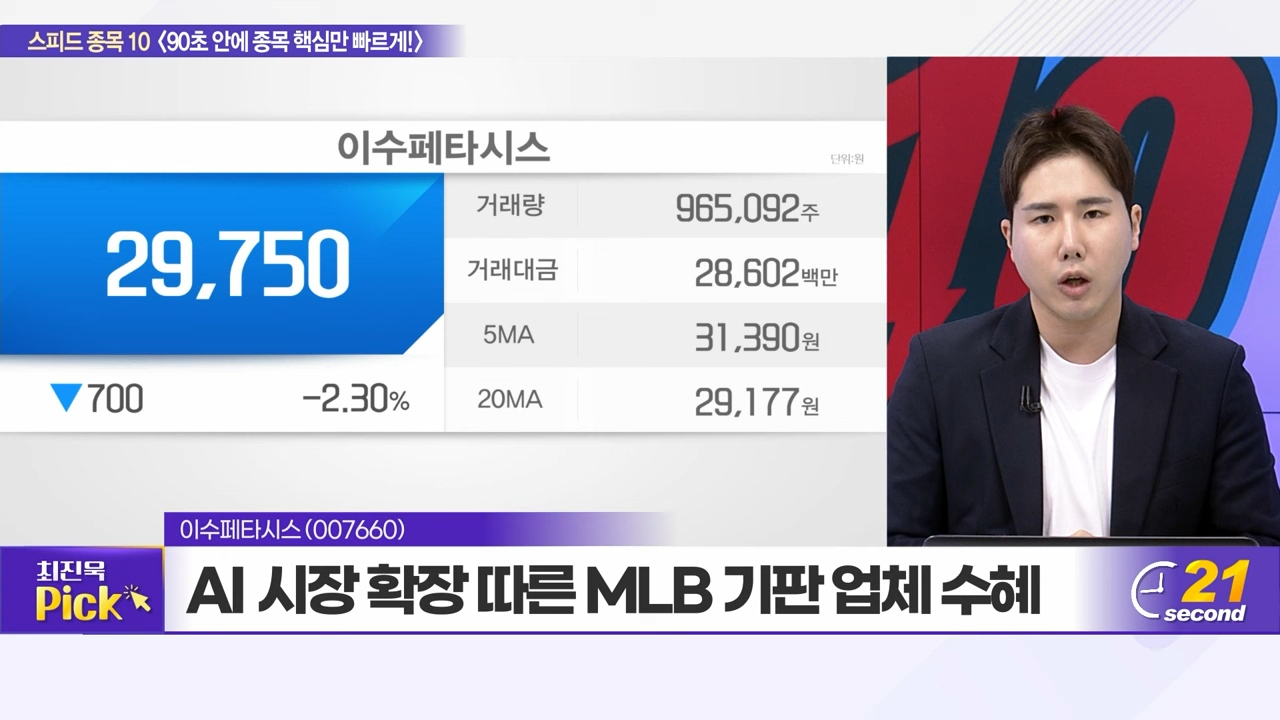 스피드 종목 10 <90초 안에 종목 핵심만 빠르게!>
10
이수페타시스
단위:원
29,750
▼700 -2.30%
거래량 965,092주
거래대금 28,602백만
5MA 31,390원
20MA 29,177원
이수페타시스 (007660)
최진욱
Pick
AI 시장 확장 따른 MLB 기판 업체 수혜
21
second